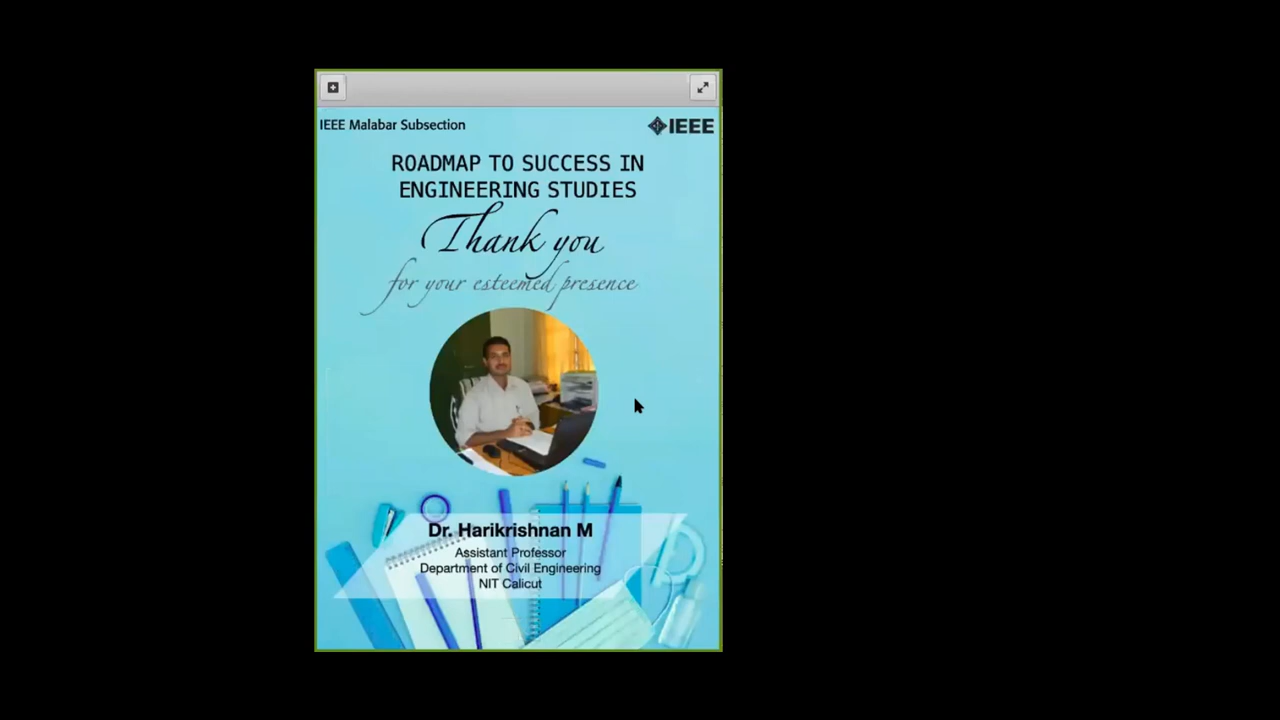 IEEE Malabar Subsection
IEEE
ROADMAP TO SUCCESS IN
ENGINEERING STUDIES
Thank you
for your esteemed presence
Dr. Harikrishnan M
Assistant Professor
Department of Civil Engineering
NIT Calicut